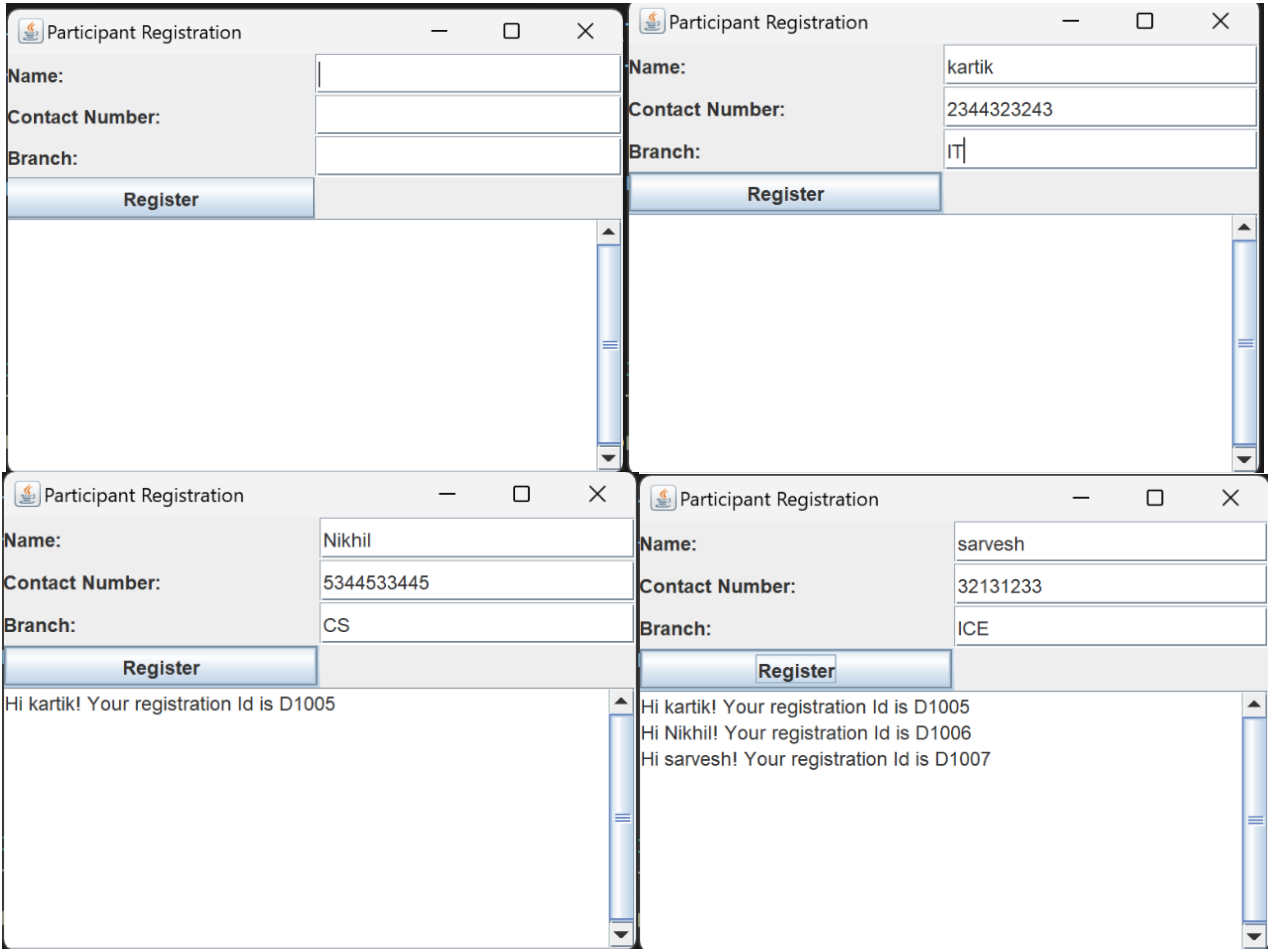 Participant Registration
Name:
Contact Number:
Branch:
Register
Participant Registration
Name: kartik
Contact Number: 2344323243
Branch: IT
Register
Participant Registration
Name: Nikhil
Contact Number: 5344533445
Branch: CS
Register
Hi kartik! Your registration Id is D1005
Participant Registration
Name: sarvesh
Contact Number: 32131233
Branch: ICE
Register
Hi kartik! Your registration Id is D1005
Hi Nikhil! Your registration Id is D1006
Hi sarvesh! Your registration Id is D1007